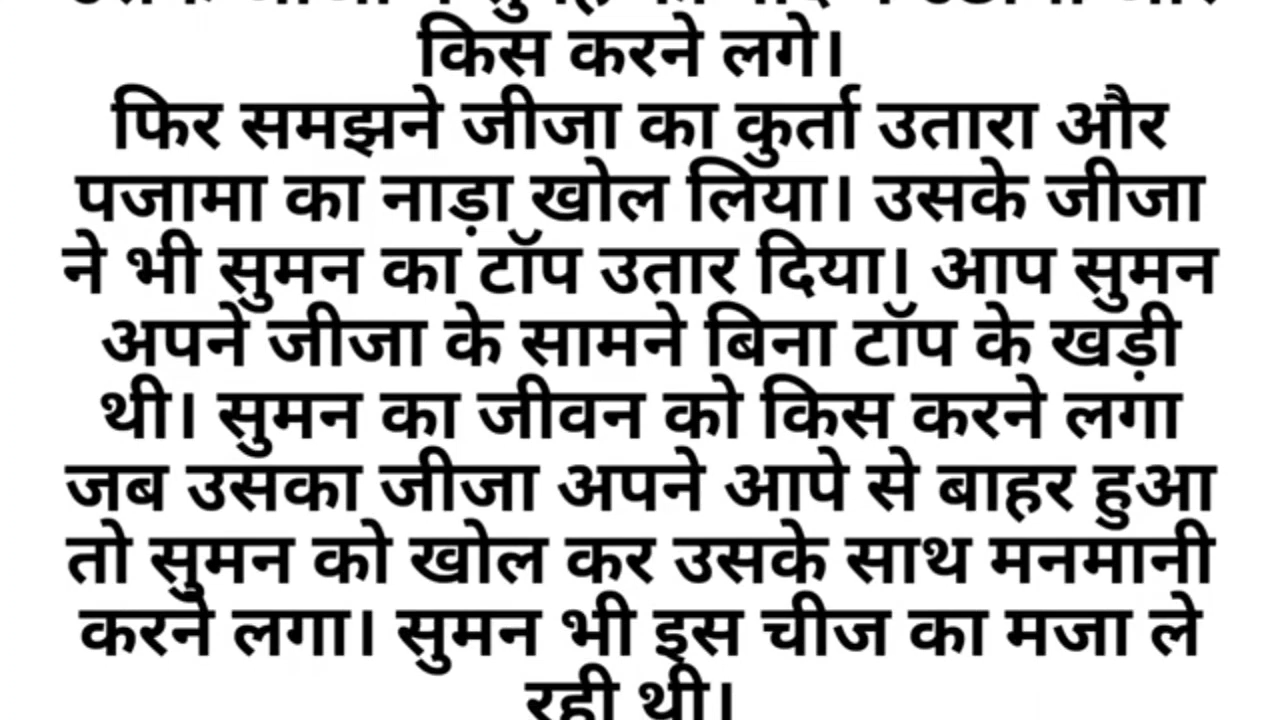 किस करने लगे।
फिर समझने जीजा का कुर्ता उतारा और
पजामा का नाड़ा खोल लिया। उसके जीजा
ने भी सुमन का टॉप उतार दिया। आप सुमन
अपने जीजा के सामने बिना टॉप के खड़ी
थी। सुमन का जीवन को किस करने लगा
जब उसका जीजा अपने आपे से बाहर हुआ
तो सुमन को खोल कर उसके साथ मनमानी
करने लगा। सुमन भी इस चीज का मजा ले
रही थी।